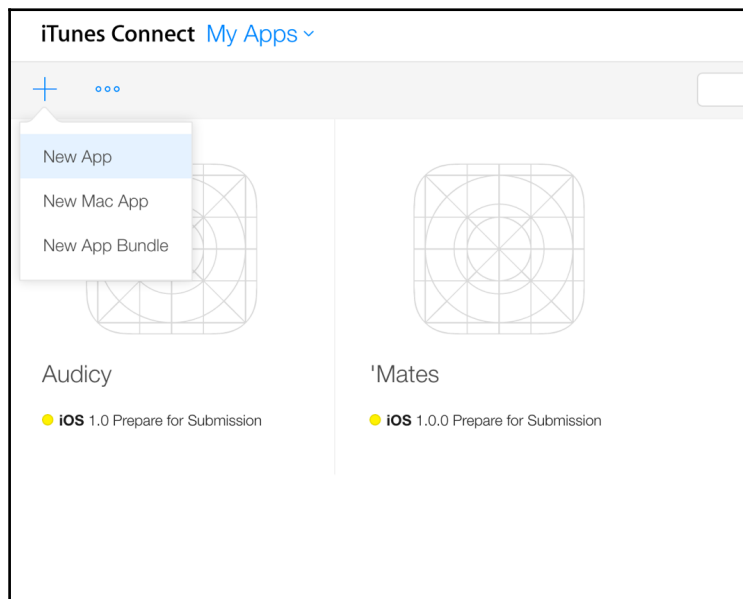 iTunes Connect My Apps
New App
New Mac App
New App Bundle
Audicy
'Mates
iOS 1.0 Prepare for Submission
iOS 1.0.0 Prepare for Submission